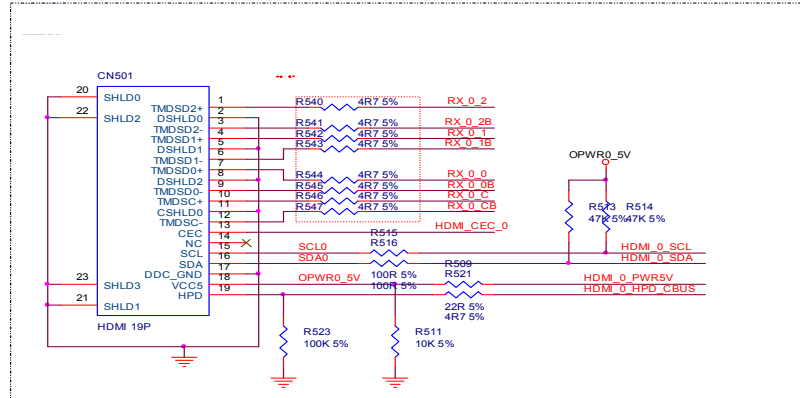 CN501
20 SHLD0
22 SHLD2
23 SHLD3
21 SHLD1
TMDSD2+ 1
DSHLD0 2
TMDSD2- 3
TMDSD1+ 4
DSHLD1 5
TMDSD1- 6
TMDSD0+ 7
DSHLD2 8
TMDSD0- 9
TMDSC+ 10
CSHLD0 11
TMDSC- 12
CEC 13
NC 14
SCL 15
SDA 16
DDC_GND 17
VCC5 18
HPD 19
HDMI 19P
R540 4R7 5% RX_0_2
R541 4R7 5% RX_0_2B
R542 4R7 5% RX_0_1
R543 4R7 5% RX_0_1B
R544 4R7 5% RX_0_0
R545 4R7 5% RX_0_0B
R546 4R7 5% RX_0_C
R547 4R7 5% RX_0_CB
HDMI_CEC_0
OPWR0_5V
R513 R514
47K 5% 47K 5%
R515
SCL0 R516 HDMI_0_SCL
SDA0 HDMI_0_SDA
100R 5%
100R 5%
R509
OPWR0_5V R521 HDMI_0_PWR5V
HDMI_0_HPD_CBUS
22R 5%
4R7 5%
R523
100K 5%
R511
10K 5%